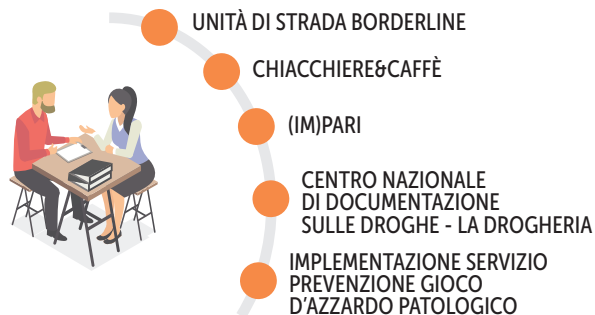 UNITÀ DI STRADA BORDERLINE
CHIACCHIERE&CAFFÈ
(IM)PARI
CENTRO NAZIONALE
DI DOCUMENTAZIONE
SULLE DROGHE - LA DROGHERIA
IMPLEMENTAZIONE SERVIZIO
PREVENZIONE GIOCO
D'AZZARDO PATOLOGICO